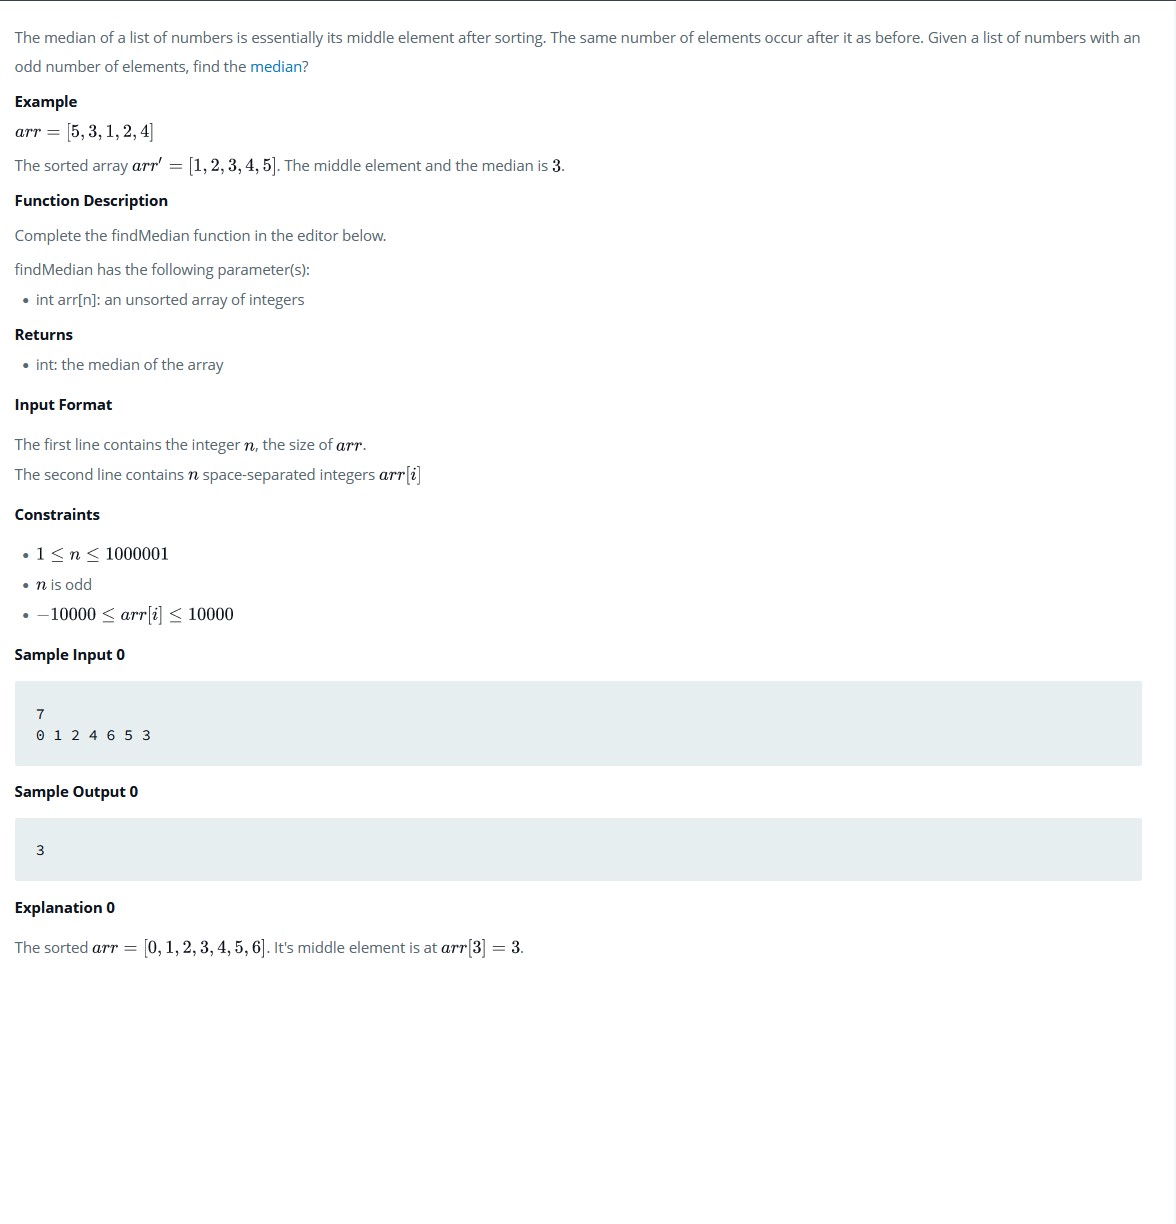 The median of a list of numbers is essentially its middle element after sorting. The same number of elements occur after it as before. Given a list of numbers with an
odd number of elements, find the median?
Example
arr = [5, 3, 1, 2, 4]
The sorted array arr′ = [1, 2, 3, 4, 5]. The middle element and the median is 3.
Function Description
Complete the findMedian function in the editor below.
findMedian has the following parameter(s):
• int arr[n]: an unsorted array of integers
Returns
• int: the median of the array
Input Format
The first line contains the integer n, the size of arr.
The second line contains n space-separated integers arr[i]
Constraints
• 1 ≤ n ≤ 1000001
• n is odd
• −10000 ≤ arr[i] ≤ 10000
Sample Input 0
7
0 1 2 4 6 5 3
Sample Output 0
3
Explanation 0
The sorted arr = [0, 1, 2, 3, 4, 5, 6]. It's middle element is at arr[3] = 3.